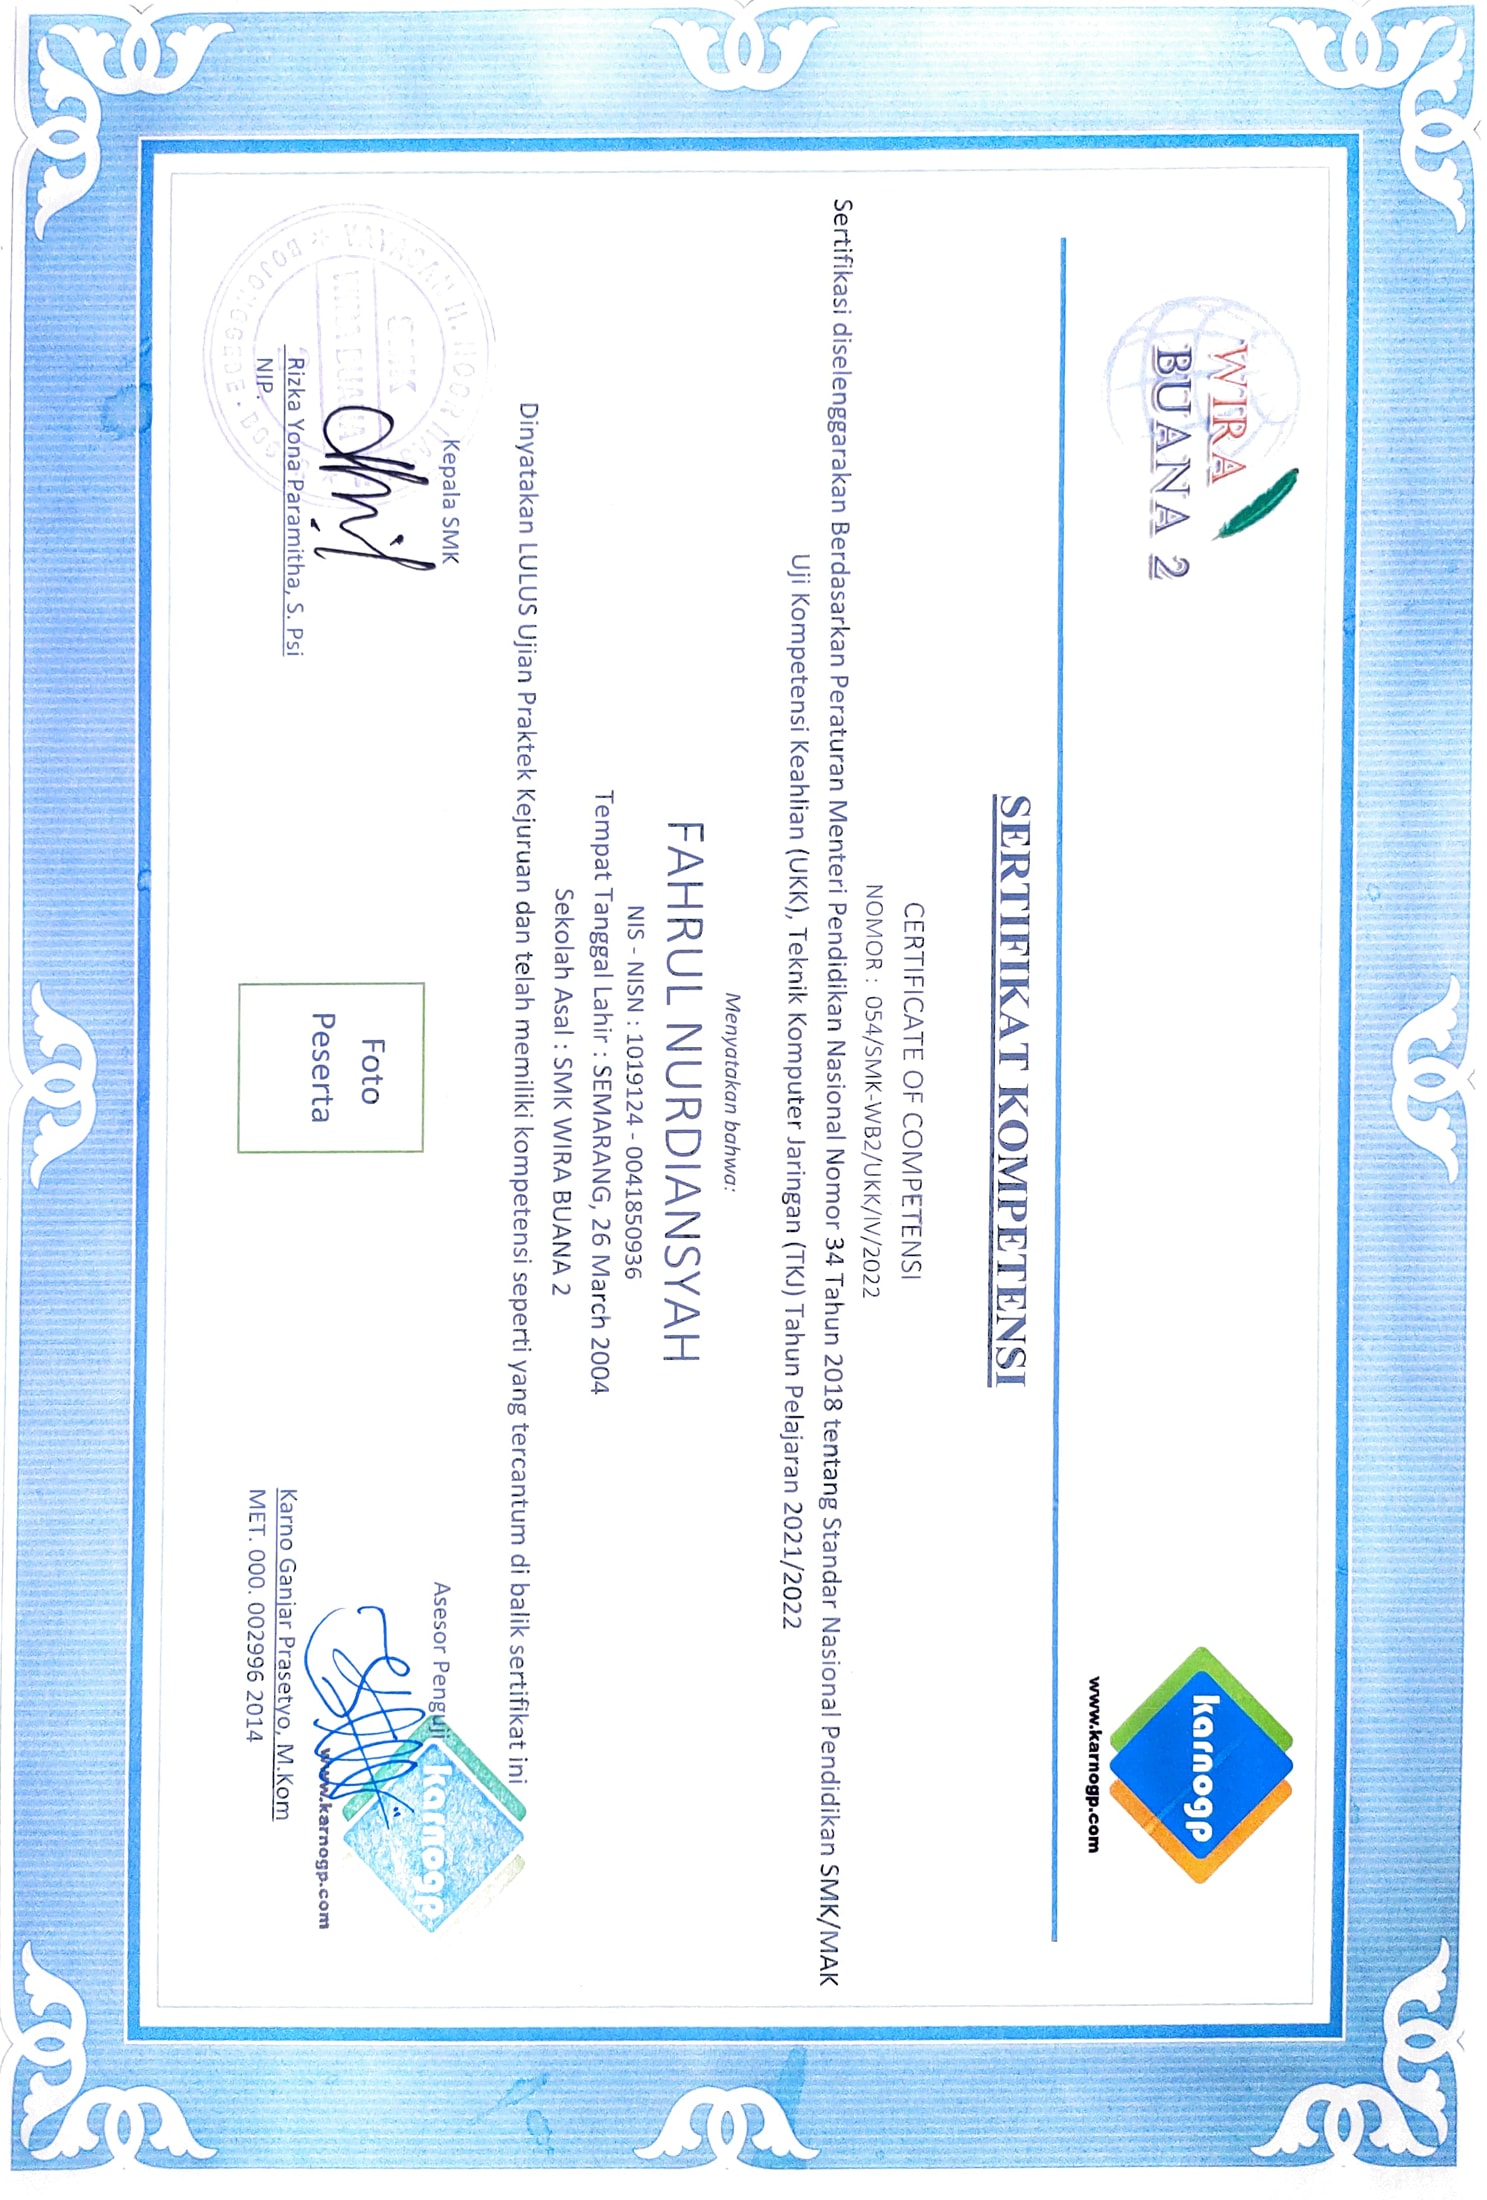 WIRA
BUANA 2
karnogp
www.karnogp.com
SERTIFIKAT KOMPETENSI
CERTIFICATE OF COMPETENSI
NOMOR : 054/SMK-WB2/UKK/IV/2022
Sertifikasi diselenggarakan Berdasarkan Peraturan Menteri Pendidikan Nasional Nomor 34 Tahun 2018 tentang Standar Nasional Pendidikan SMK/MAK
Uji Kompetensi Keahlian (UKK), Teknik Komputer Jaringan (TKJ) Tahun Pelajaran 2021/2022
Menyatakan bahwa:
FAHRUL NURDIANSYAH
NIS - NISN : 1019124 - 0041850936
Tempat Tanggal Lahir : SEMARANG, 26 March 2004
Sekolah Asal : SMK WIRA BUANA 2
Dinyatakan LULUS Ujian Praktek Kejuruan dan telah memiliki kompetensi seperti yang tercantum di balik sertifikat ini
Kepala SMK
SMK
WIRA BUANA
Rizka Yona Paramitha, S. Psi
NIP.
Foto
Peserta
Asesor Penguji
karnogp
www.karnogp.com
Karno Ganjar Prasetyo, M.Kom
MET. 000. 002996 2014